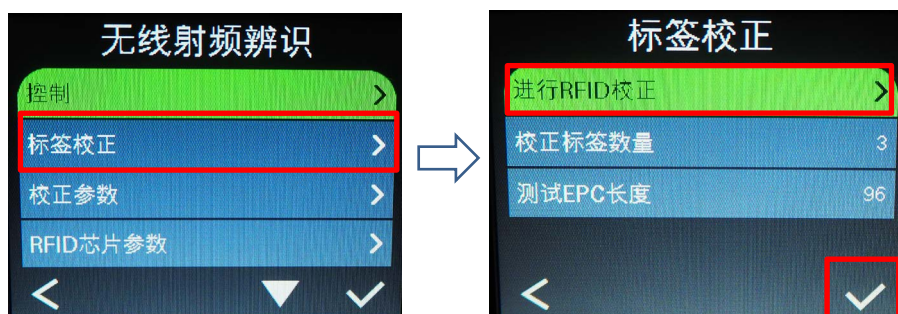 无线射频辨识
控制
标签校正
校正参数
RFID芯片参数
标签校正
进行RFID校正
校正标签数量 3
测试EPC长度 96